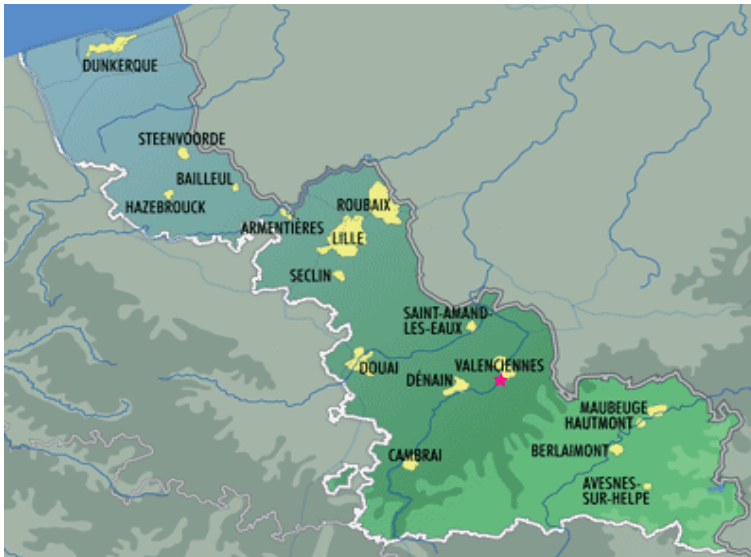 DUNKERQUE
STEENVOORDE
BAILLEUL
HAZEBROUCK
ROUBAIX
ARMENTIÈRES
LILLE
SECLIN
SAINT-AMAND-
LES-EAUX
DOUAI
VALENCIENNES
DÉNAIN
MAUBEUGE
HAUTMONT
CAMBRAI
BERLAIMONT
AVESNES-
SUR-HELPE